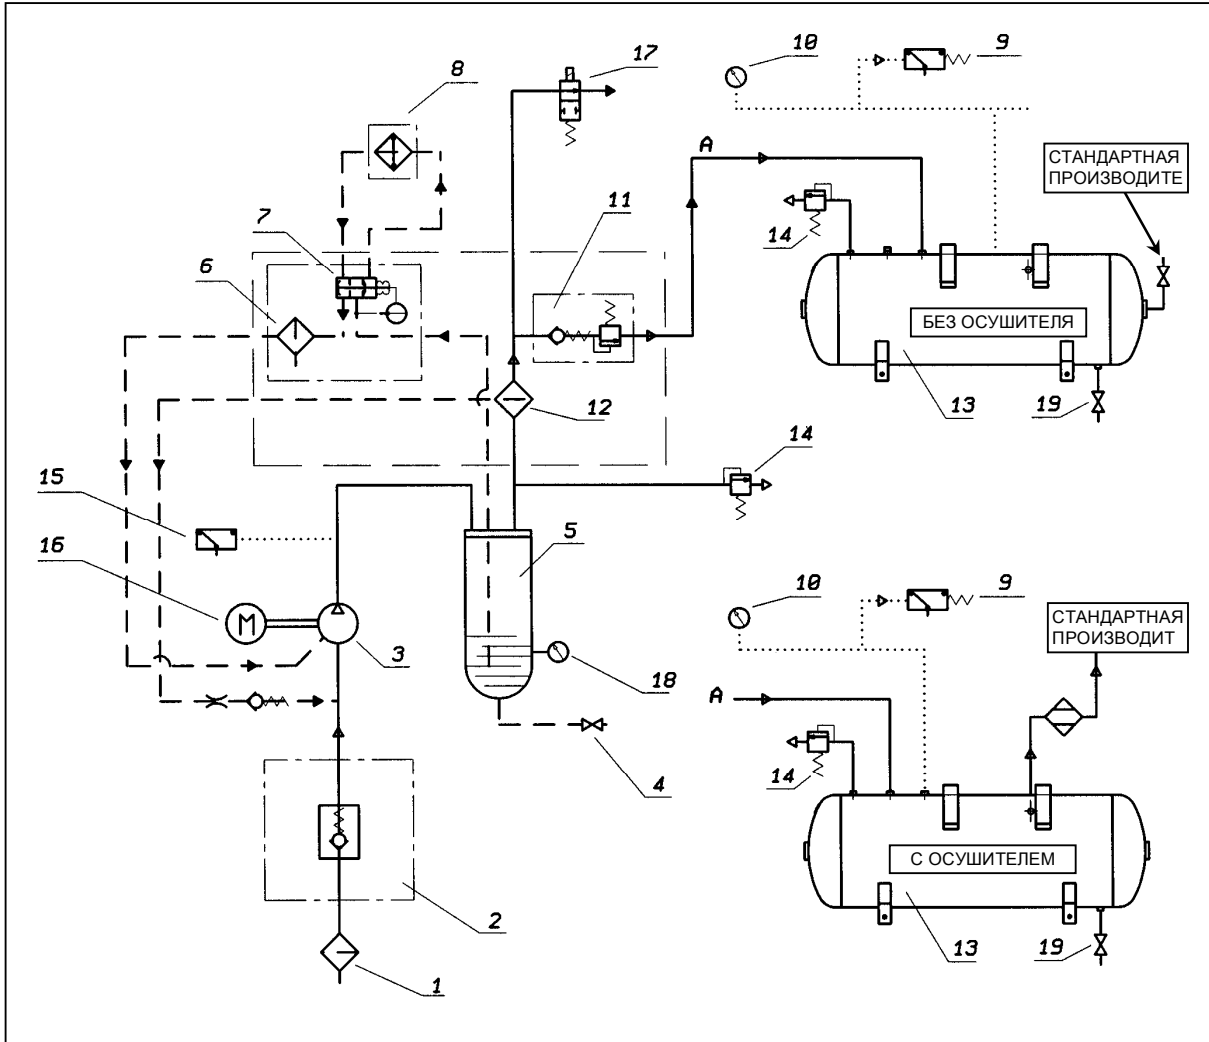 17
10
9
8
A
СТАНДАРТНАЯ
ПРОИЗВОДИТЕ
7
11
14
6
БЕЗ ОСУШИТЕЛЯ
12
13
19
14
15
5
16
10
9
СТАНДАРТНАЯ
ПРОИЗВОДИТ
M
3
18
A
4
14
С ОСУШИТЕЛЕМ
2
13
19
1